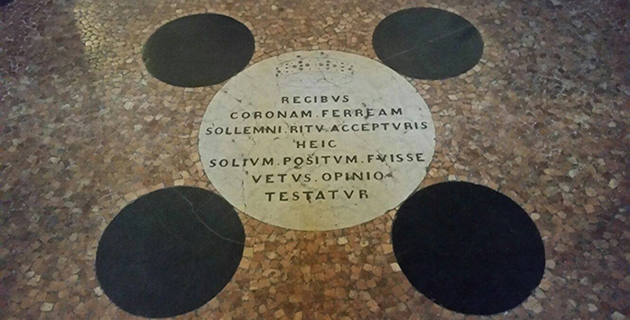 REGIBVS
CORONAM. FERREAM
SOLLEMNI. RITV. ACCEPTVRIS
HEIC
SOLIVM. POSITVM. FVISSE
VETVS. OPINIO
TESTATVR